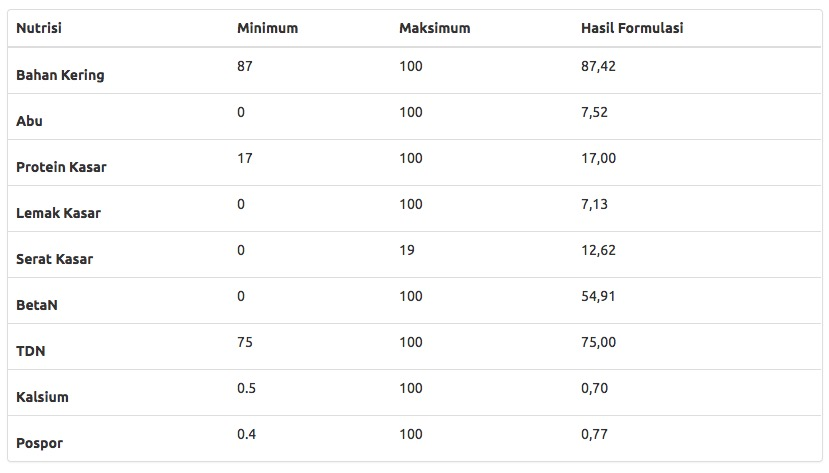 Nutrisi Minimum Maksimum Hasil Formulasi
Bahan Kering 87 100 87,42
Abu 0 100 7,52
Protein Kasar 17 100 17,00
Lemak Kasar 0 100 7,13
Serat Kasar 0 19 12,62
BetaN 0 100 54,91
TDN 75 100 75,00
Kalsium 0.5 100 0,70
Pospor 0.4 100 0,77